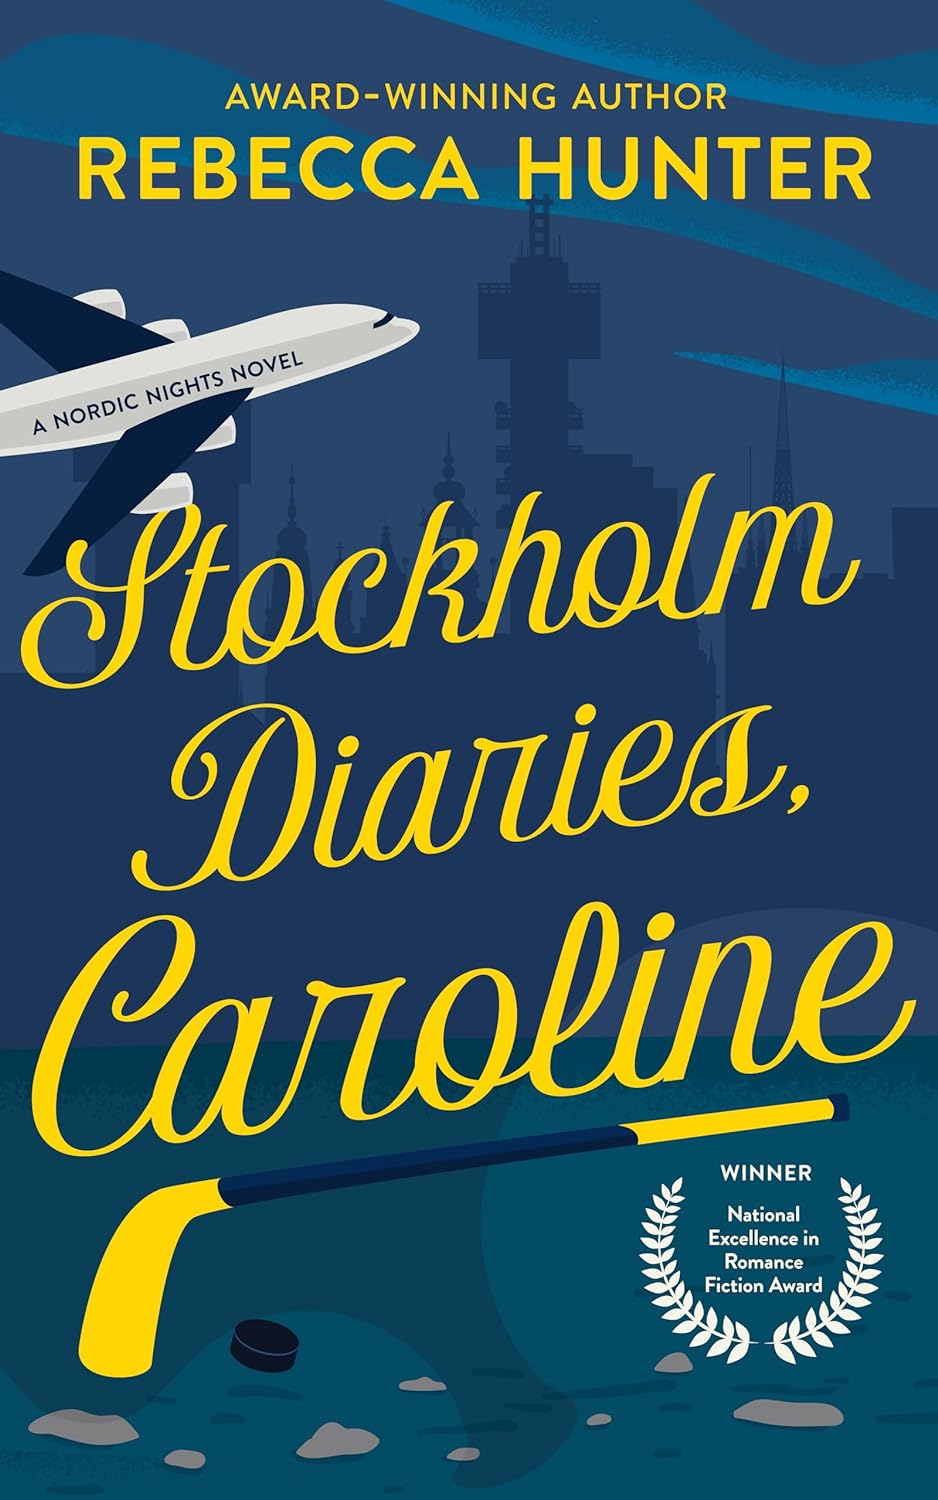 AWARD-WINNING AUTHOR
REBECCA HUNTER
A NORDIC NIGHTS NOVEL
Stockholm
Diaries,
Caroline
WINNER
National
Excellence in
Romance
Fiction Award